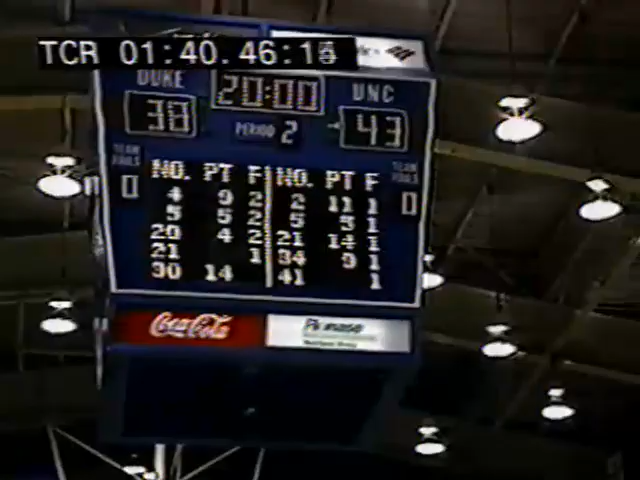 TCR 01:40.46:1
DUKE 20:00 UNC
38 PERIOD 2 43
TEAM FOULS TEAM FOULS
NO. PT F NO. PT F
0 0
4 9 2 2 11 1
5 5 2 5 5 1
20 4 2 21 14 1
21 1 34 9 1
30 14 41 1
Coca-Cola